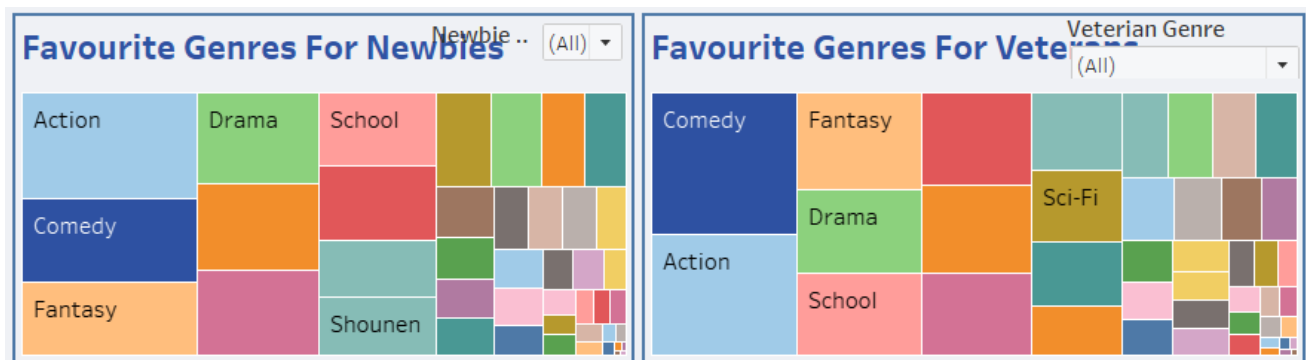 Favourite Genres For Newbies
Newbie ..
(All)
Action
Drama
School
Comedy
Fantasy
Shounen
Favourite Genres For Veterans
Veterian Genre
(All)
Comedy
Fantasy
Sci-Fi
Drama
Action
School